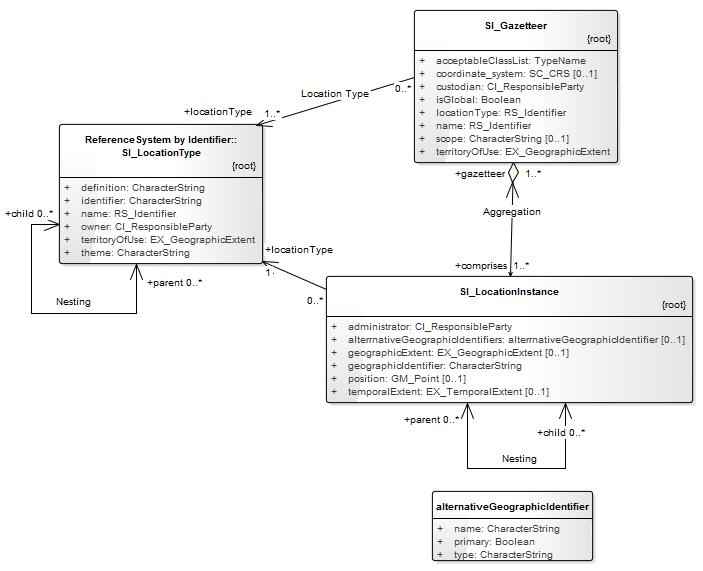 SI_Gazetteer
{root}
+ acceptableClassList: TypeName
+ coordinate_system: SC_CRS [0..1]
+ custodian: CI_ResponsibleParty
+ isGlobal: Boolean
+ locationType: RS_Identifier
+ name: RS_Identifier
+ scope: CharacterString [0..1]
+ territoryOfUse: EX_GeographicExtent
0..*
Location Type
+locationType
1..*
ReferenceSystem by Identifier::
SI_LocationType
{root}
+ definition: CharacterString
+ identifier: CharacterString
+ name: RS_Identifier
+ owner: CI_ResponsibleParty
+ territoryOfUse: EX_GeographicExtent
+ theme: CharacterString
+child 0..*
+parent 0..*
Nesting
+gazetteer
1..*
Aggregation
+comprises
1..*
+locationType
1
0..*
SI_LocationInstance
{root}
+ administrator: CI_ResponsibleParty
+ alternativeGeographicIdentifiers: alternativeGeographicIdentifier [0..1]
+ geographicExtent: EX_GeographicExtent [0..1]
+ geographicIdentifier: CharacterString
+ position: GM_Point [0..1]
+ temporalExtent: EX_TemporalExtent [0..1]
+parent 0..*
+child 0..*
Nesting
alternativeGeographicIdentifier
+ name: CharacterString
+ primary: Boolean
+ type: CharacterString